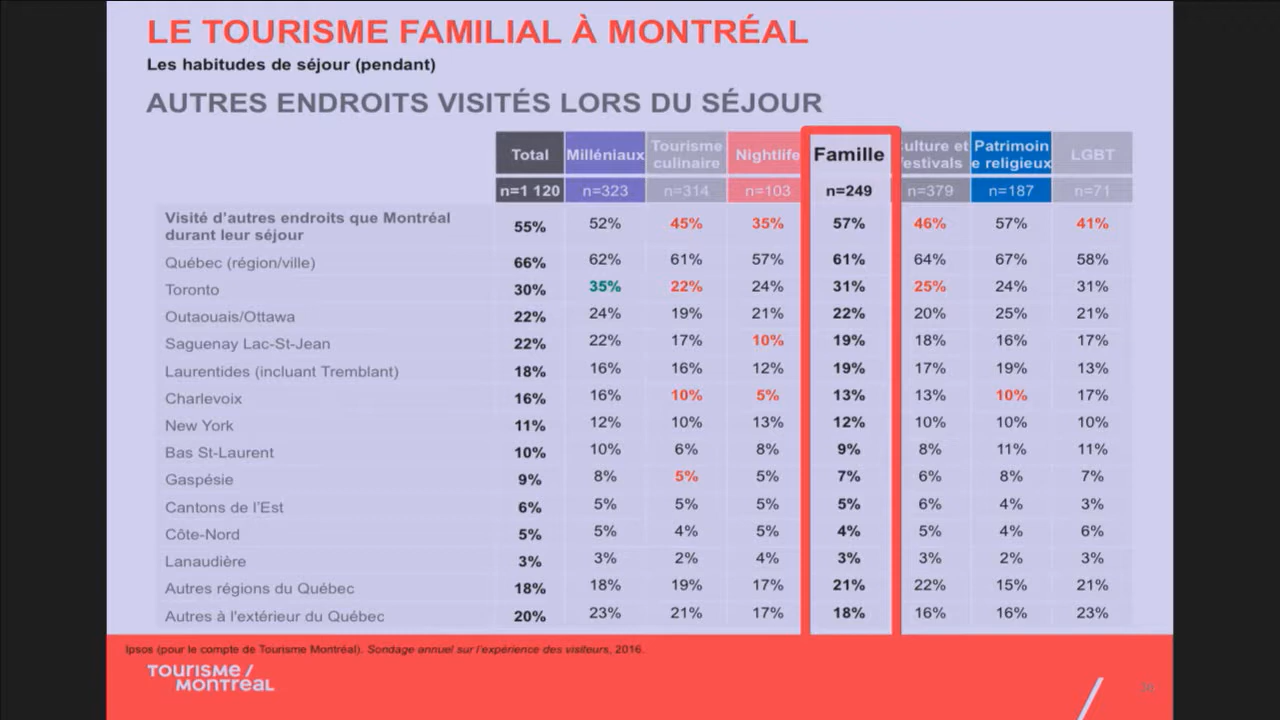 LE TOURISME FAMILIAL À MONTRÉAL
Les habitudes de séjour (pendant)
AUTRES ENDROITS VISITÉS LORS DU SÉJOUR
Total Milléniaux Tourisme culinaire Nightlife Famille ulture et estivals Patrimoin e religieux LGBT
n=1 120 n=323 n=314 n=103 n=249 n=379 n=187 n=71
Visité d'autres endroits que Montréal
durant leur séjour 55% 52% 45% 35% 57% 46% 57% 41%
Québec (région/ville) 66% 62% 61% 57% 61% 64% 67% 58%
Toronto 30% 35% 22% 24% 31% 25% 24% 31%
Outaouais/Ottawa 22% 24% 19% 21% 22% 20% 25% 21%
Saguenay Lac-St-Jean 22% 22% 17% 10% 19% 18% 16% 17%
Laurentides (incluant Tremblant) 18% 16% 16% 12% 19% 17% 19% 13%
Charlevoix 16% 16% 10% 5% 13% 13% 10% 17%
New York 11% 12% 10% 13% 12% 10% 10% 10%
Bas St-Laurent 10% 10% 6% 8% 9% 8% 11% 11%
Gaspésie 9% 8% 5% 5% 7% 6% 8% 7%
Cantons de l'Est 6% 5% 5% 5% 5% 6% 4% 3%
Côte-Nord 5% 5% 4% 5% 4% 5% 4% 6%
Lanaudière 3% 3% 2% 4% 3% 3% 2% 3%
Autres régions du Québec 18% 18% 19% 17% 21% 22% 15% 21%
Autres à l'extérieur du Québec 20% 23% 21% 17% 18% 16% 16% 23%
Ipsos (pour le compte de Tourisme Montréal). Sondage annuel sur l'expérience des visiteurs, 2016.
TOURISME /
MONTRÉAL